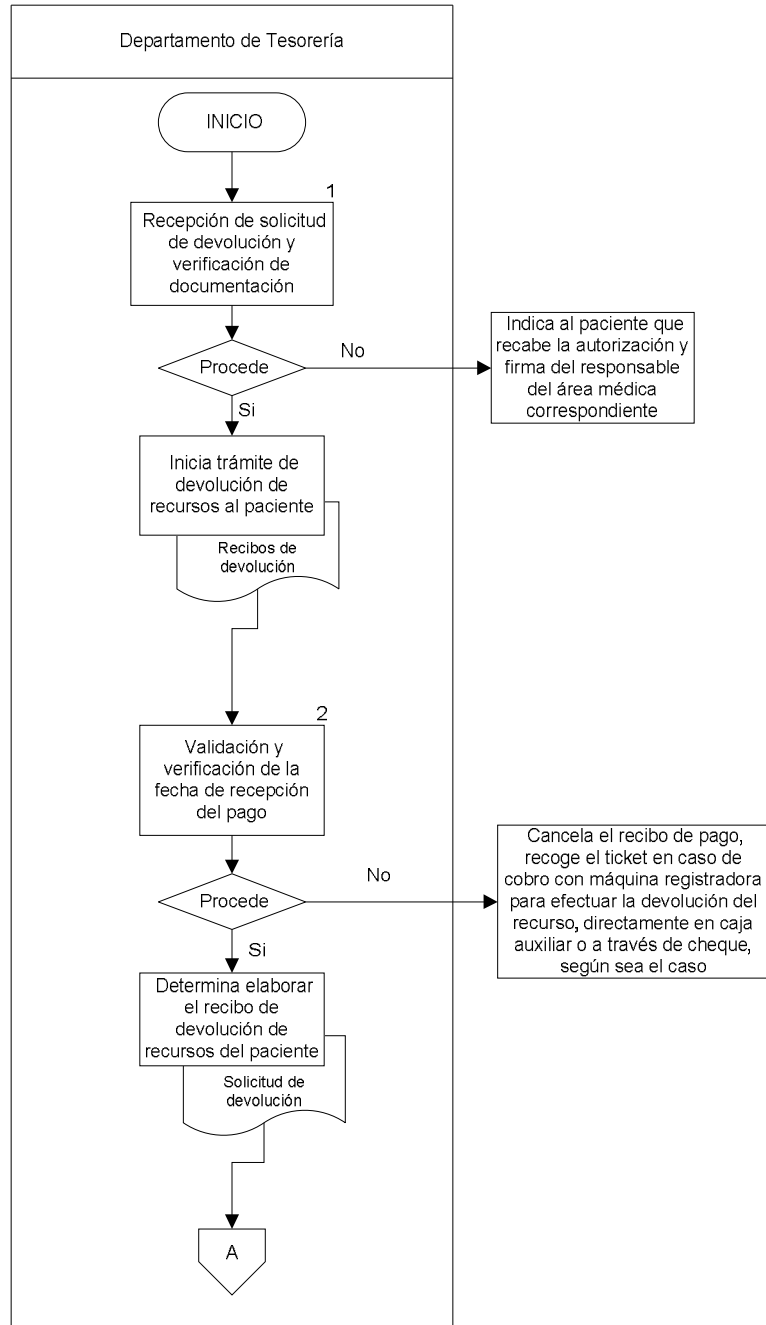 Departamento de Tesorería
INICIO
1
Recepción de solicitud
de devolución y
verificación de
documentación
Procede
No
Indica al paciente que
recabe la autorización y
firma del responsable
del área médica
correspondiente
Si
Inicia trámite de
devolución de
recursos al paciente
Recibos de
devolución
2
Validación y
verificación de la
fecha de recepción
del pago
Procede
No
Cancela el recibo de pago,
recoge el ticket en caso de
cobro con máquina registradora
para efectuar la devolución del
recurso, directamente en caja
auxiliar o a través de cheque,
según sea el caso
Si
Determina elaborar
el recibo de
devolución de
recursos del paciente
Solicitud de
devolución
A